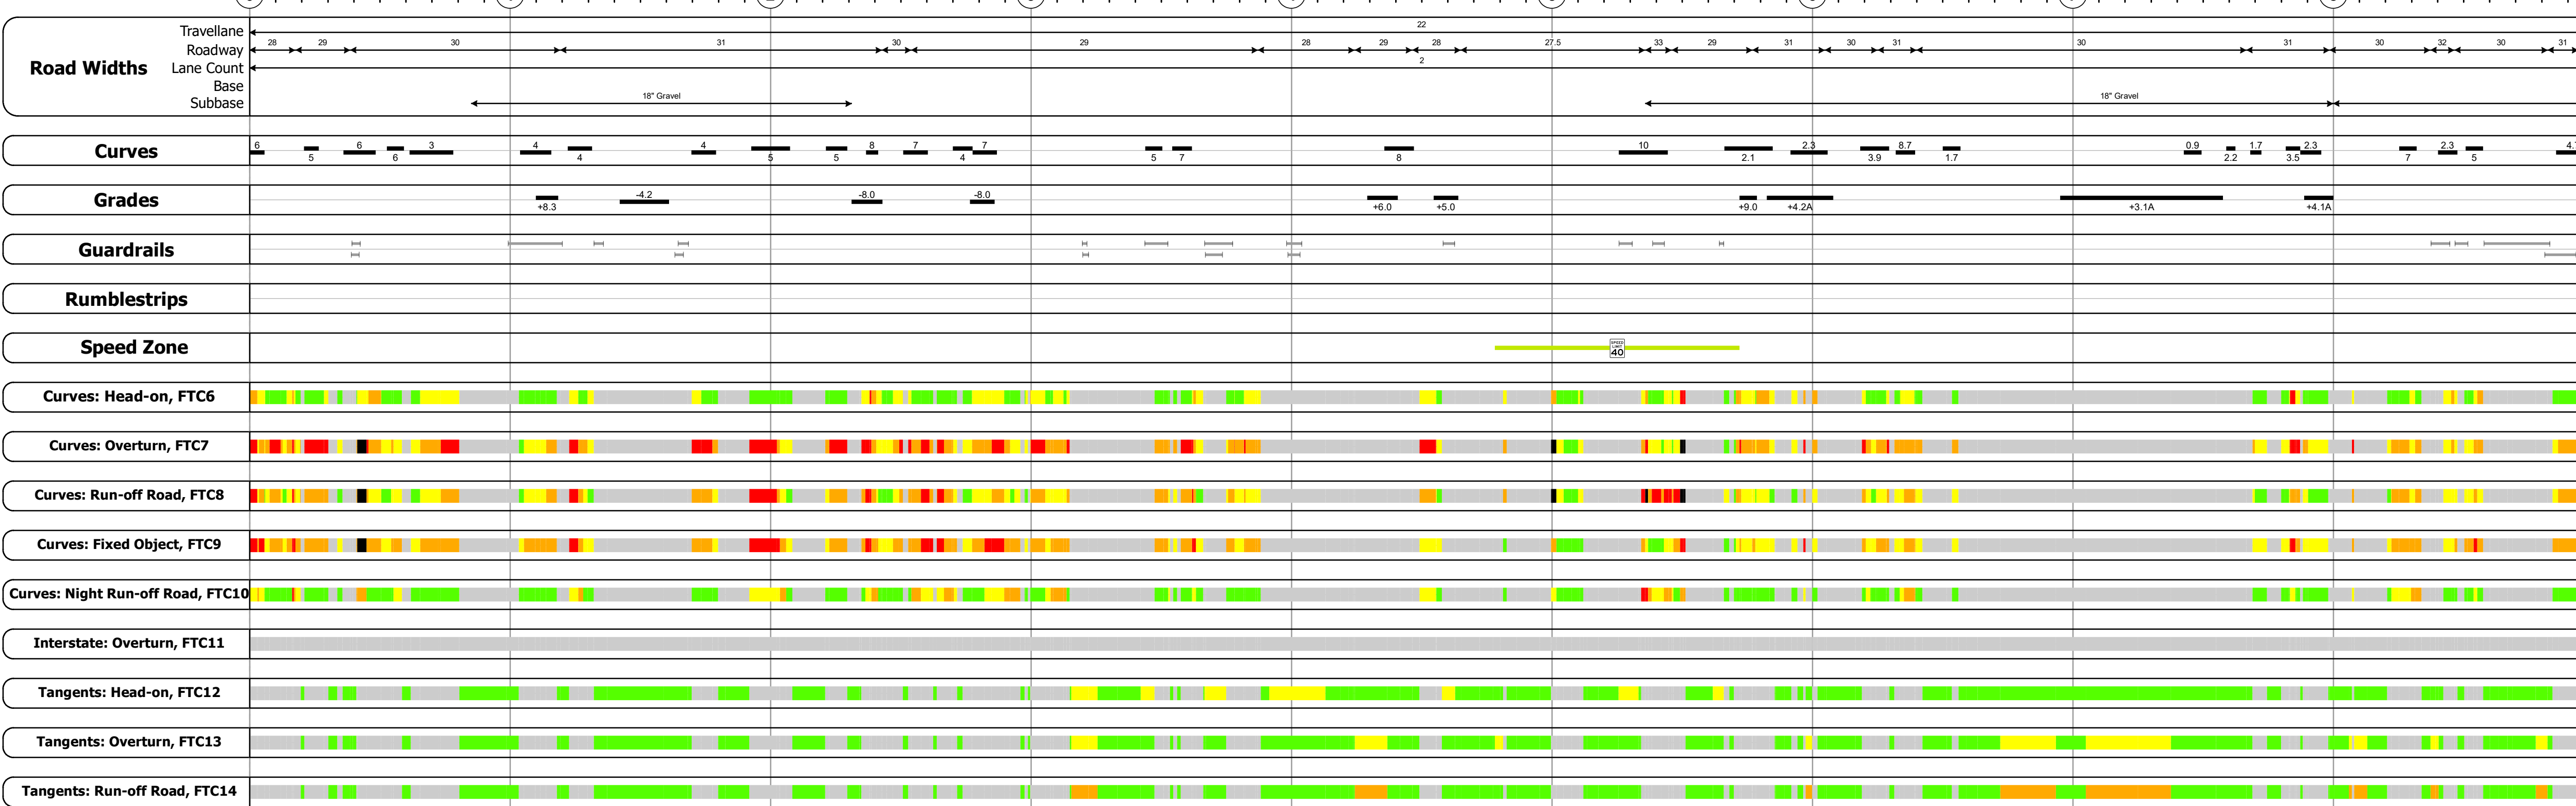 Road Widths
Travellane
22
Roadway
28 29 30 31 30 29 28 29 28 27.5 33 29 31 30 31 30 31 30 32 30 31
Lane Count
2
Base
Subbase
18" Gravel 18" Gravel
Curves
6 6 3 4 4 8 7 10 2.3 8.7 0.9 1.7 2.3 2.3
5 6 4 5 5 7 4 5 7 8 2.1 3.9 1.7 2.2 3.5 7 5
Grades
-4.2 -8.0 -8.0
+8.3 +6.0 +5.0 +9.0 +4.2A +3.1A +4.1A
Guardrails
Rumblestrips
Speed Zone
SPEED
LIMIT
40
Curves: Head-on, FTC6
Curves: Overturn, FTC7
Curves: Run-off Road, FTC8
Curves: Fixed Object, FTC9
Curves: Night Run-off Road, FTC10
Interstate: Overturn, FTC11
Tangents: Head-on, FTC12
Tangents: Overturn, FTC13
Tangents: Run-off Road, FTC14